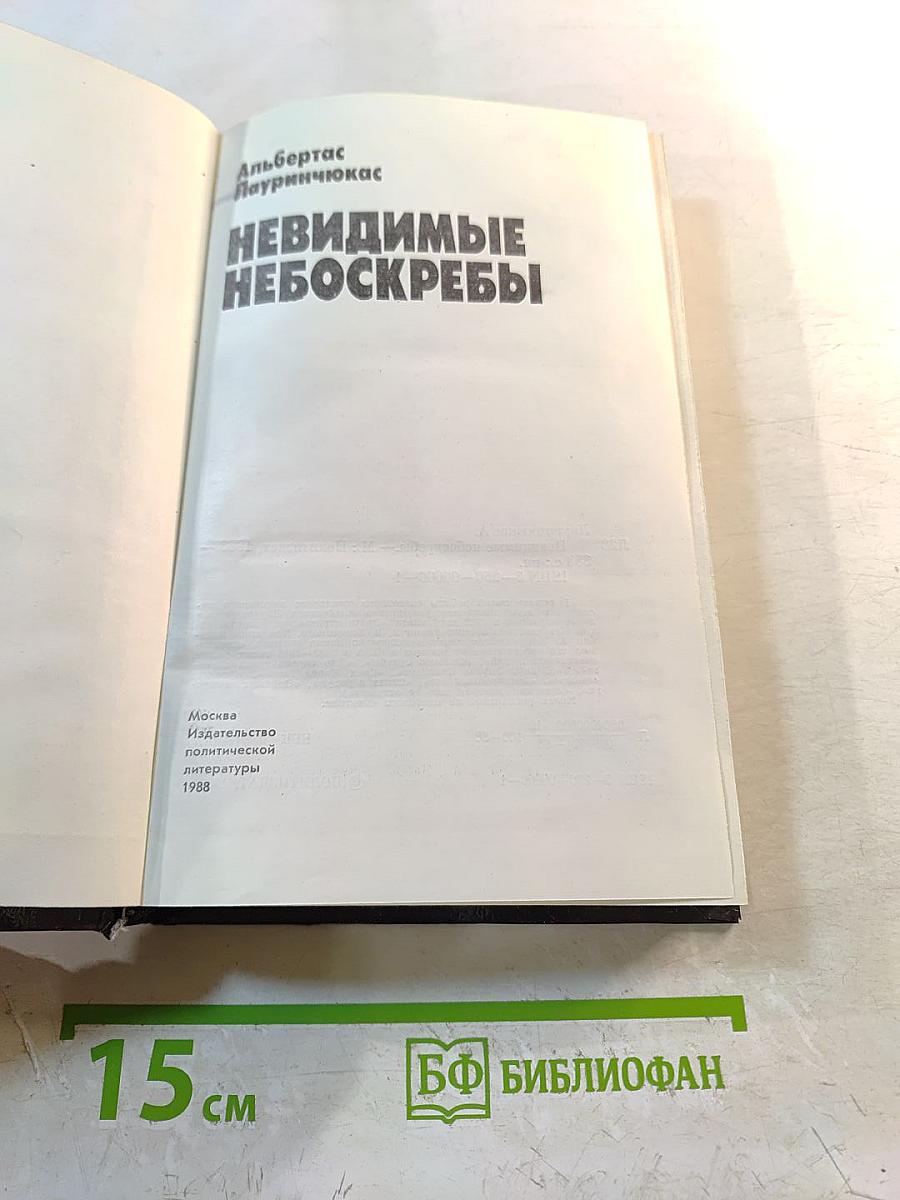 Альбертас
Лауринчюкас
НЕВИДИМЫЕ
НЕБОСКРЕБЫ
Москва
Издательство
политической
литературы
1988
15 см
БФ БИБЛИОФАН